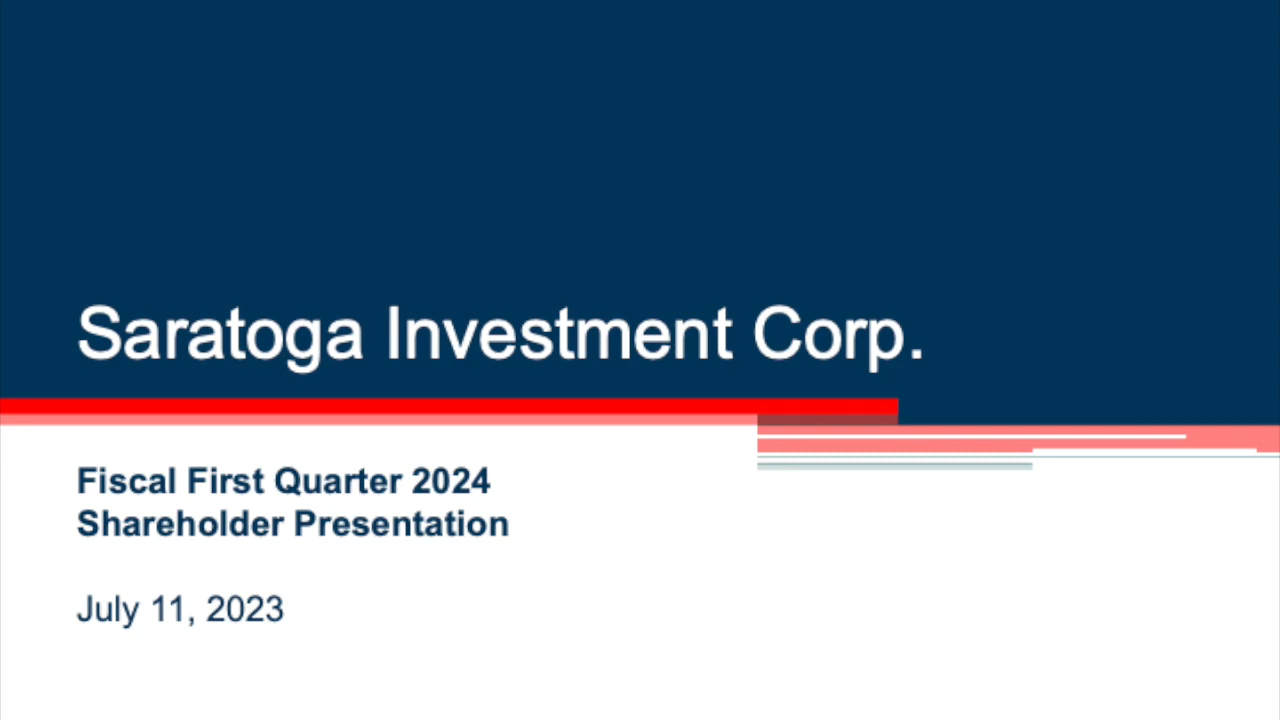 Saratoga Investment Corp.
Fiscal First Quarter 2024
Shareholder Presentation
July 11, 2023